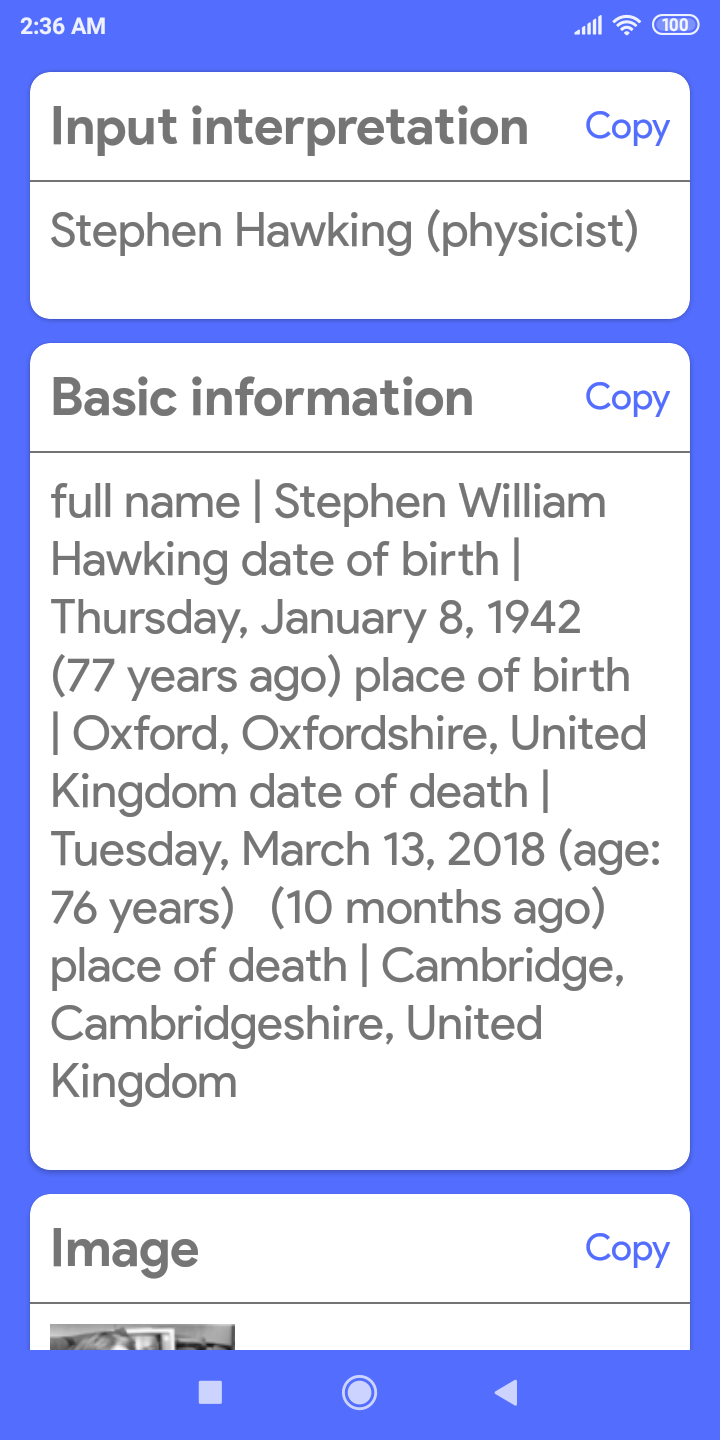 2:36 AM
100
Input interpretation
Copy
Stephen Hawking (physicist)
Basic information
Copy
full name | Stephen William
Hawking date of birth |
Thursday, January 8, 1942
(77 years ago) place of birth
| Oxford, Oxfordshire, United
Kingdom date of death |
Tuesday, March 13, 2018 (age:
76 years)   (10 months ago)
place of death | Cambridge,
Cambridgeshire, United
Kingdom
Image
Copy